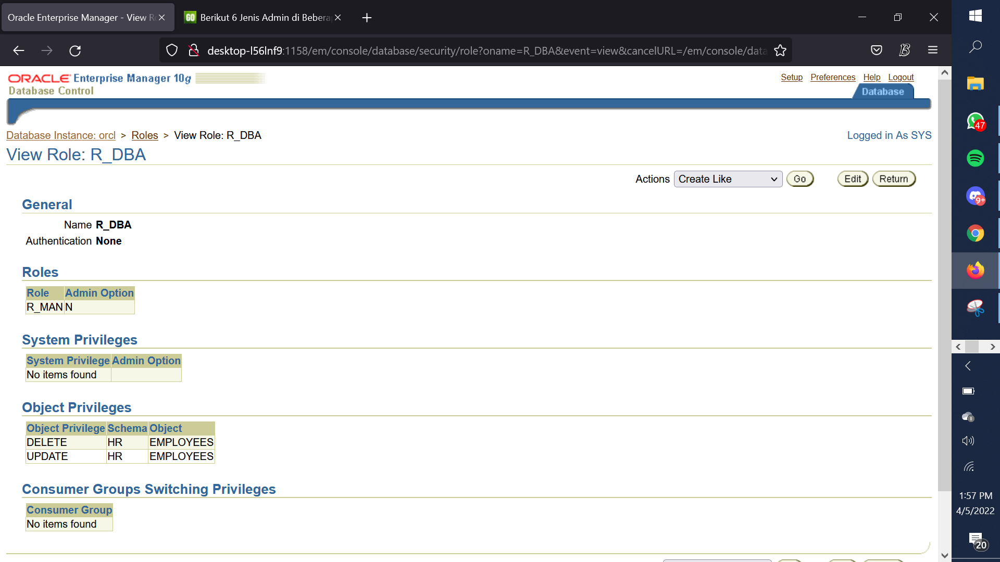 Oracle Enterprise Manager - View R
GO Berikut 6 Jenis Admin di Bebera
desktop-l56lnf9:1158/em/console/database/security/role?oname=R_DBA&event=view&cancelURL=/em/console/data
ORACLE Enterprise Manager 10g
Database Control
Setup Preferences Help Logout
Database
Database Instance: orcl > Roles > View Role: R_DBA
Logged in As SYS
View Role: R_DBA
Actions Create Like Go Edit Return
General
Name R_DBA
Authentication None
Roles
Role Admin Option
R_MAN N
System Privileges
System Privilege Admin Option
No items found
Object Privileges
Object Privilege Schema Object
DELETE HR EMPLOYEES
UPDATE HR EMPLOYEES
Consumer Groups Switching Privileges
Consumer Group
No items found
47
9+
1:57 PM
4/5/2022
20